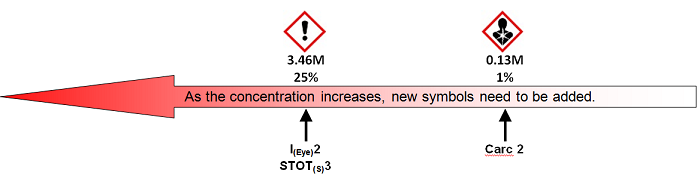 3.46M
25%
0.13M
1%
As the concentration increases, new symbols need to be added.
I(Eye)2
STOT(S)3
Carc 2